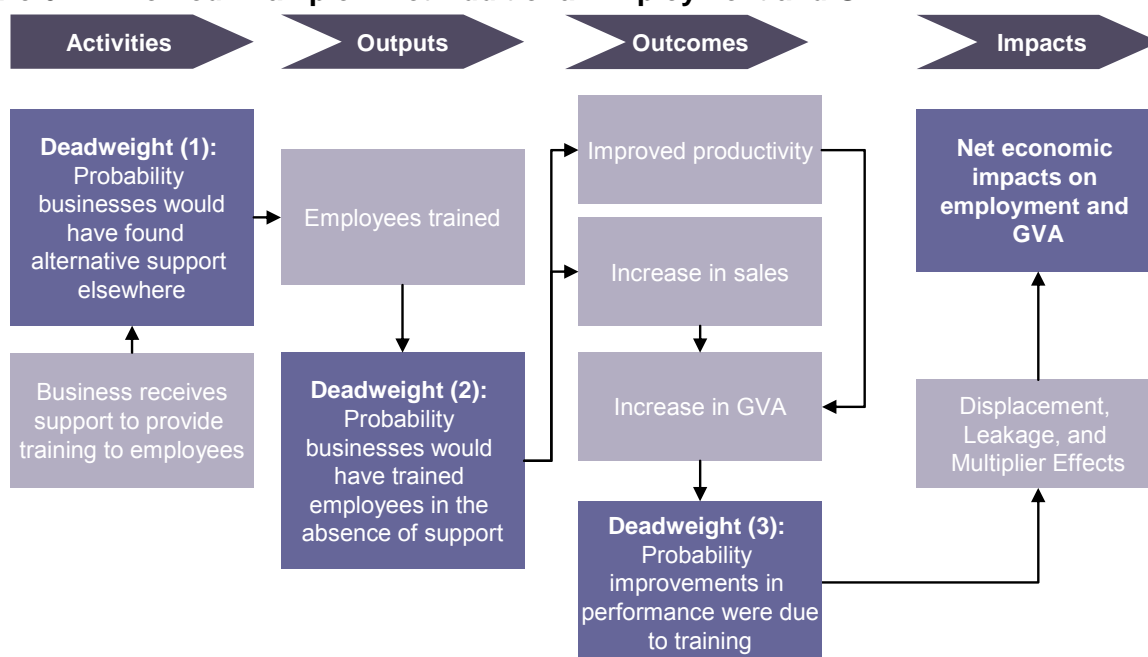 Activities
Outputs
Outcomes
Impacts
Deadweight (1):
Probability
businesses would
have found
alternative support
elsewhere
Business receives
support to provide
training to employees
Employees trained
Deadweight (2):
Probability
businesses would
have trained
employees in the
absence of support
Improved productivity
Increase in sales
Increase in GVA
Deadweight (3):
Probability
improvements in
performance were due
to training
Net economic
impacts on
employment and
GVA
Displacement,
Leakage, and
Multiplier Effects